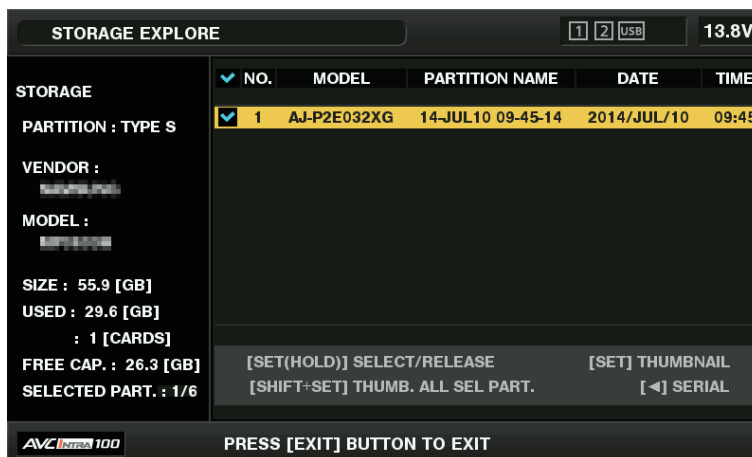 STORAGE EXPLORE
1 2 USB
13.8V
STORAGE
PARTITION : TYPE S
VENDOR :
MODEL :
SIZE : 55.9 [GB]
USED : 29.6 [GB]
: 1 [CARDS]
FREE CAP. : 26.3 [GB]
SELECTED PART. : 1/6
NO. MODEL PARTITION NAME DATE TIME
1 AJ-P2E032XG 14-JUL10 09-45-14 2014/JUL/10 09:45
[SET(HOLD)] SELECT/RELEASE [SET] THUMBNAIL
[SHIFT+SET] THUMB. ALL SEL PART. [◄] SERIAL
AVC INTRA 100
PRESS [EXIT] BUTTON TO EXIT